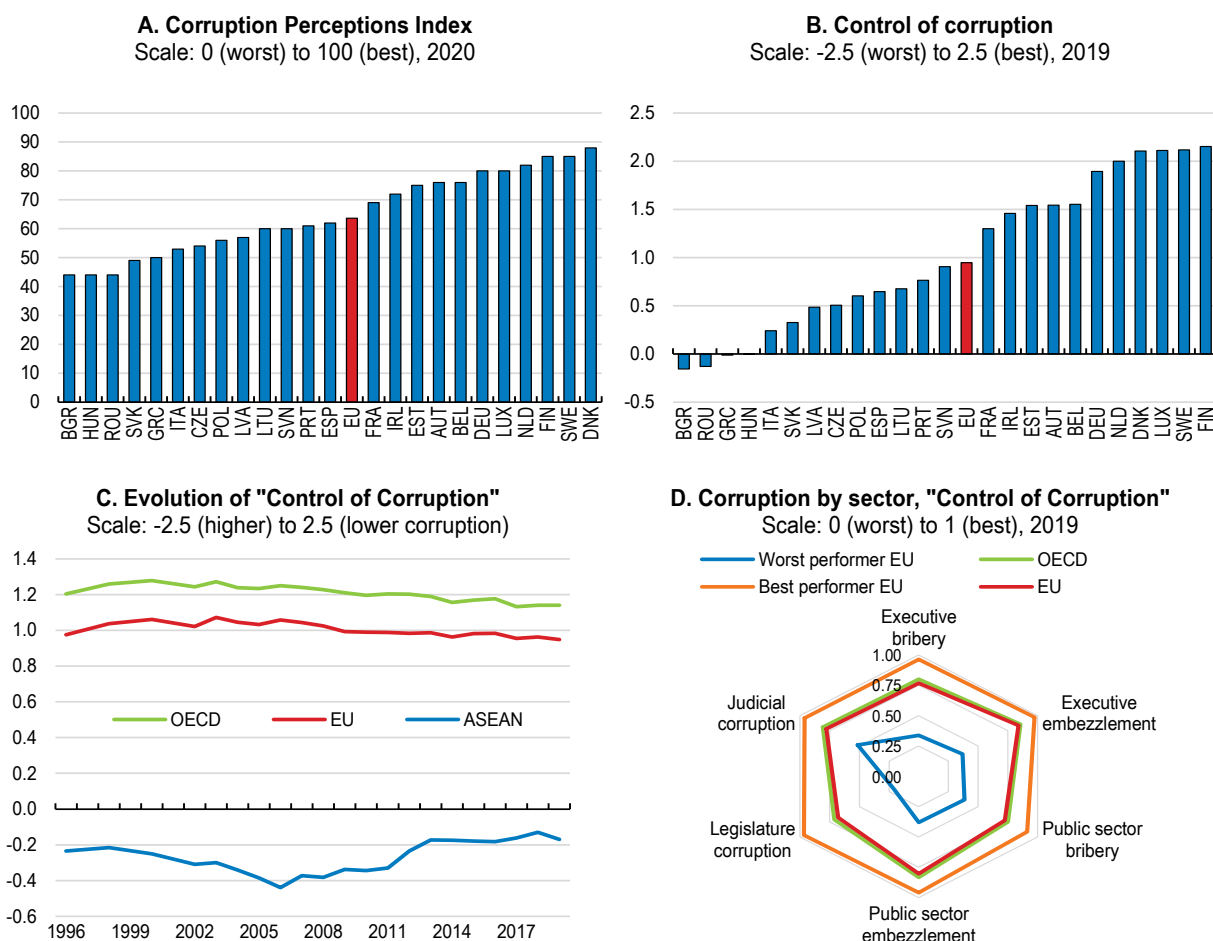 A. Corruption Perceptions Index
Scale: 0 (worst) to 100 (best), 2020
100
90
80
70
60
50
40
30
20
10
0
BGR
HUN
ROU
SVK
GRC
ITA
CZE
POL
LVA
LTU
SVN
PRT
ESP
EU
FRA
IRL
EST
AUT
BEL
DEU
LUX
NLD
FIN
SWE
DNK
B. Control of corruption
Scale: -2.5 (worst) to 2.5 (best), 2019
2.5
2.0
1.5
1.0
0.5
0.0
-0.5
BGR
ROU
GRC
HUN
ITA
SVK
LVA
CZE
POL
ESP
LTU
PRT
SVN
EU
FRA
IRL
EST
AUT
BEL
DEU
NLD
DNK
LUX
SWE
FIN
C. Evolution of "Control of Corruption"
Scale: -2.5 (higher) to 2.5 (lower corruption)
1.4
1.2
1.0
0.8
0.6
OECD EU ASEAN
0.4
0.2
0.0
-0.2
-0.4
-0.6
1996 1999 2002 2005 2008 2011 2014 2017
D. Corruption by sector, "Control of Corruption"
Scale: 0 (worst) to 1 (best), 2019
Worst performer EU OECD
Best performer EU EU
Executive
bribery
1.00
0.75
0.50
0.25
0.00
Executive
embezzlement
Public sector
bribery
Public sector
embezzlement
Legislature
corruption
Judicial
corruption